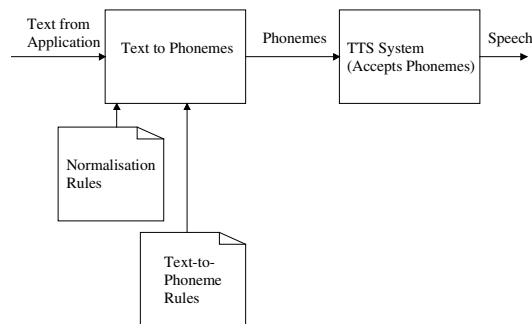 Text from
Application
Text to Phonemes
Phonemes
TTS System
(Accepts Phonemes)
Speech
Normalisation
Rules
Text-to-
Phoneme
Rules